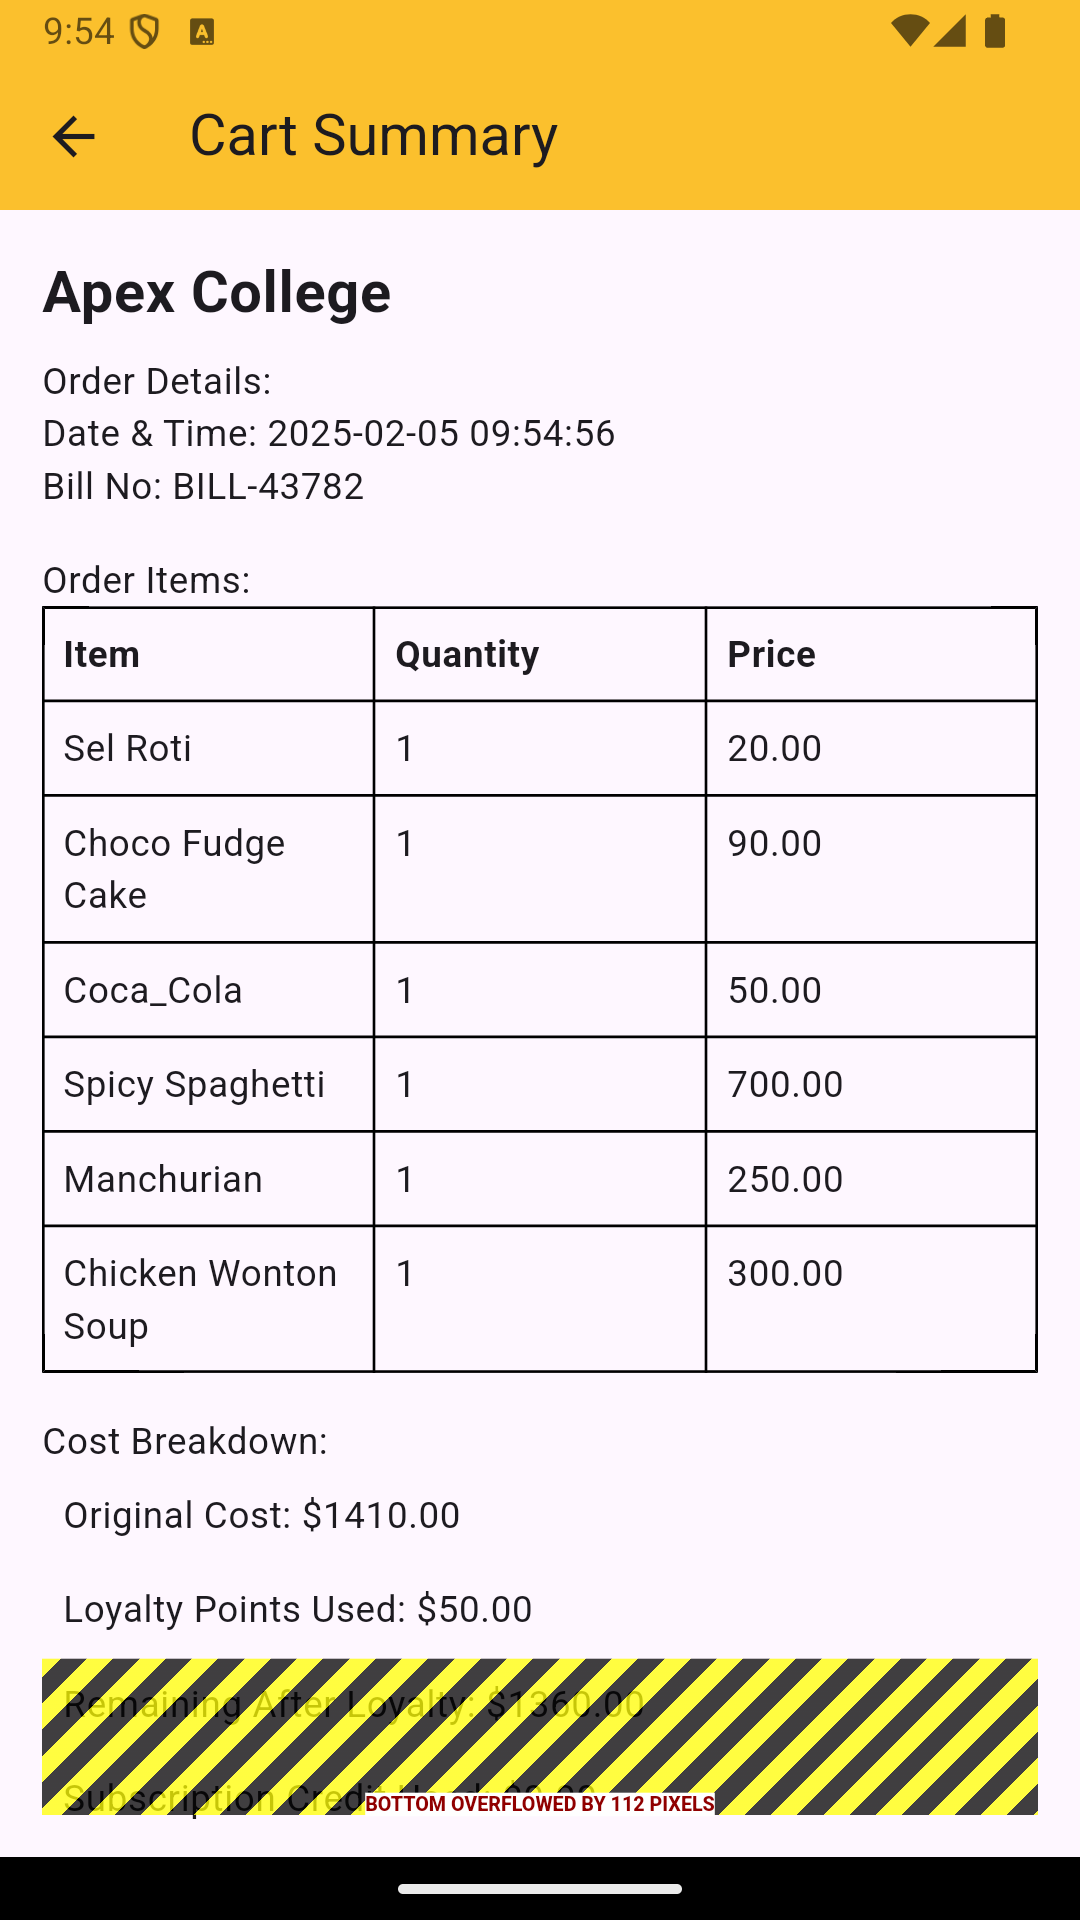 9:54
Cart Summary
Apex College
Order Details:
Date & Time: 2025-02-05 09:54:56
Bill No: BILL-43782
Order Items:
Item Quantity Price
Sel Roti 1 20.00
Choco Fudge 1 90.00
Cake
Coca_Cola 1 50.00
Spicy Spaghetti 1 700.00
Manchurian 1 250.00
Chicken Wonton 1 300.00
Soup
Cost Breakdown:
Original Cost: $1410.00
Loyalty Points Used: $50.00
Remaining After Loyalty: $1360.00
Subscription
BOTTOM OVERFLOWED BY 112 PIXELS